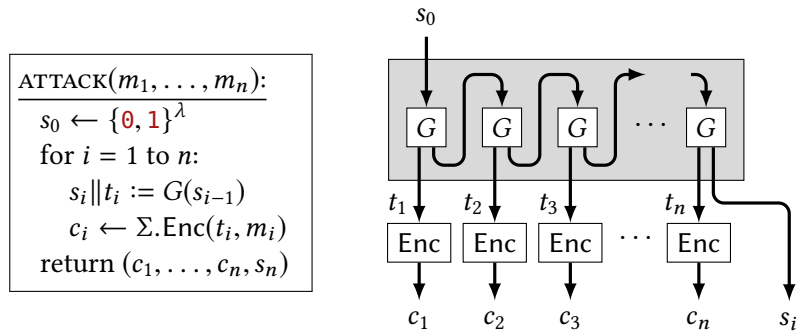 ATTACK(m₁, . . . , mₙ):
s₀ ← {0, 1}^λ
for i = 1 to n:
sᵢ‖tᵢ := G(sᵢ₋₁)
cᵢ ← Σ.Enc(tᵢ, mᵢ)
return (c₁, . . . , cₙ, sₙ)
s₀
G G G · · · G
t₁ t₂ t₃ tₙ
Enc Enc Enc · · · Enc
c₁ c₂ c₃ cₙ sᵢ